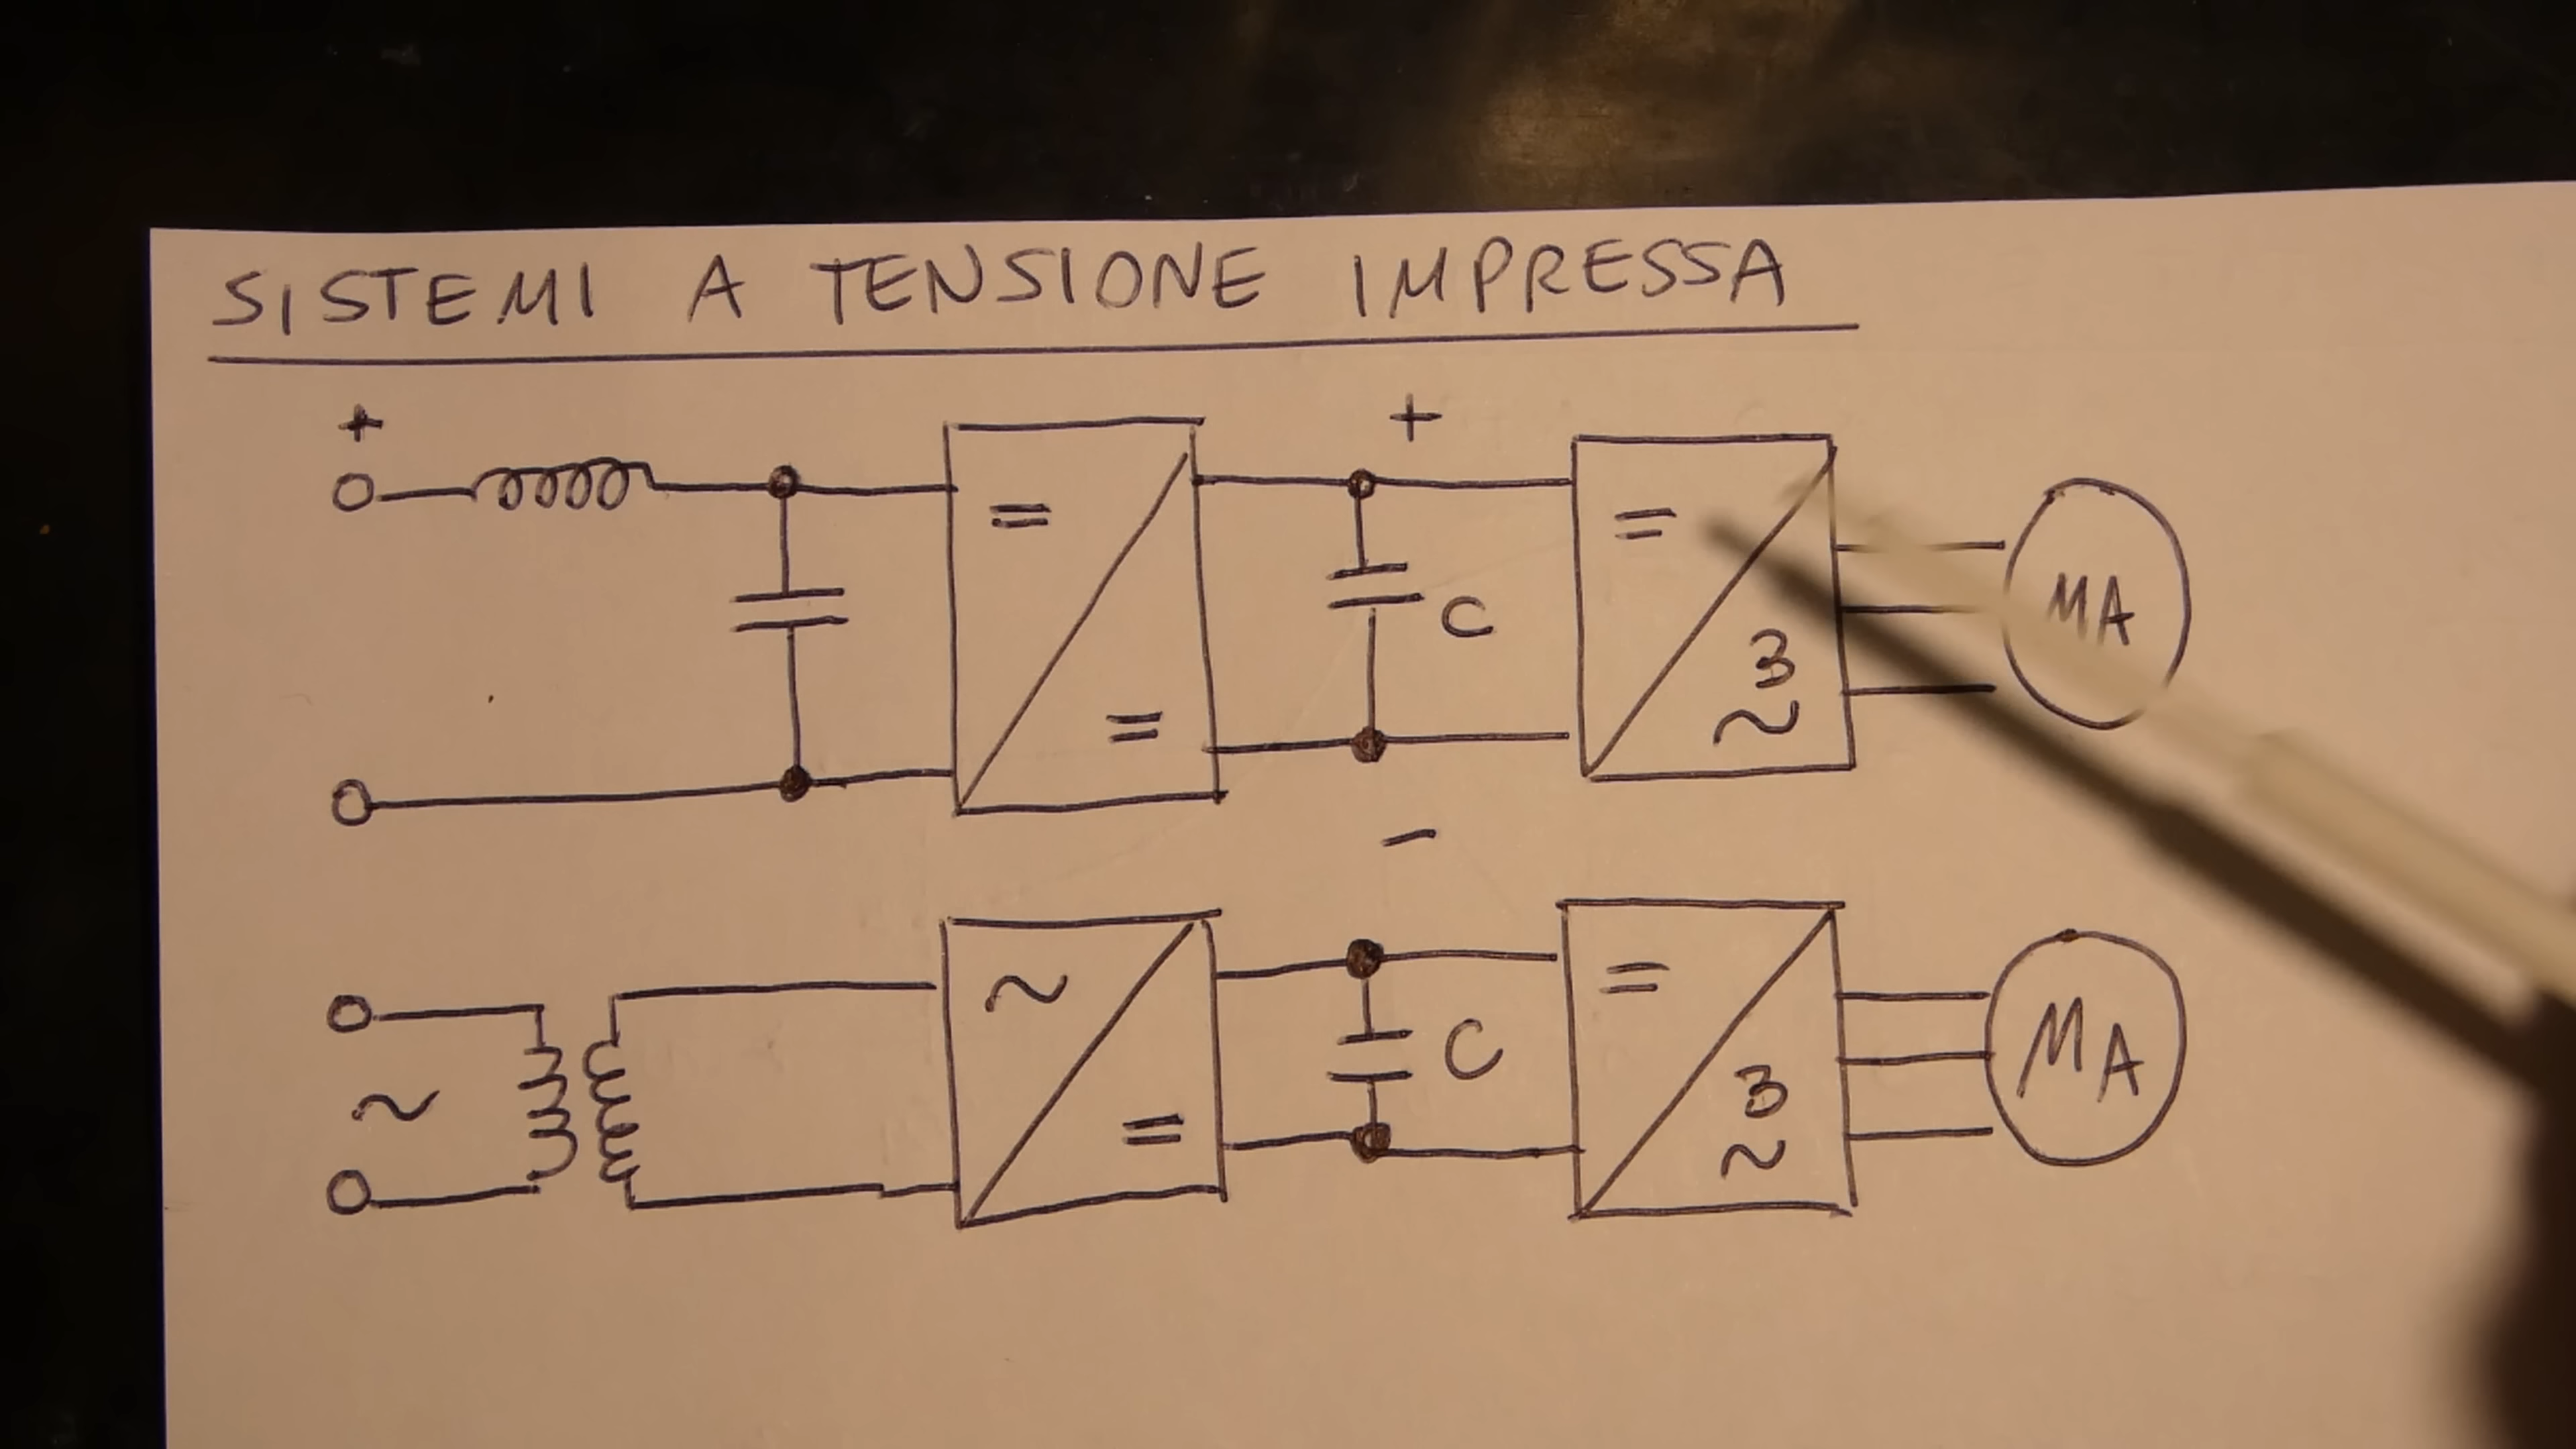 SISTEMI A TENSIONE IMPRESSA
+ +
= =
C MA
= 3
~
-
~ =
~ C MA
= 3
~